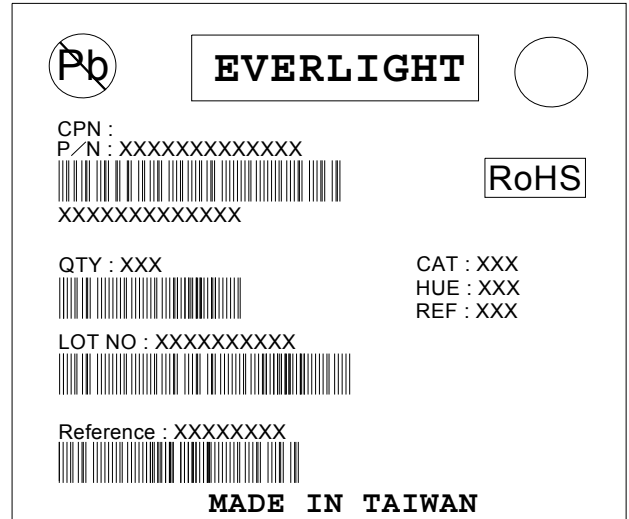 Pb
EVERLIGHT
CPN :
P/N : XXXXXXXXXXXXX
RoHS
XXXXXXXXXXXXX
QTY : XXX
CAT : XXX
HUE : XXX
REF : XXX
LOT NO : XXXXXXXXXX
Reference : XXXXXXXX
MADE IN TAIWAN